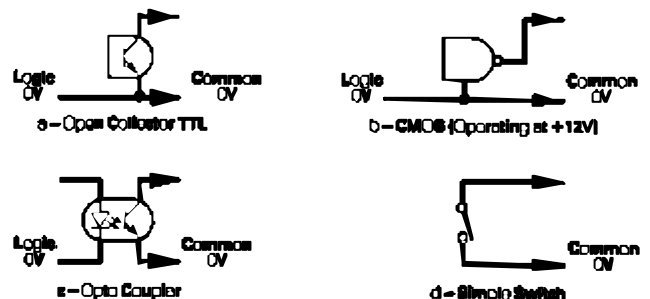 Logic
0V
Common
0V
a - Open Collector TTL
Logic
0V
Common
0V
b - CMOS (Operating at +12V)
Logic
0V
Common
0V
c - Opto Coupler
Common
0V
d - Simple Switch